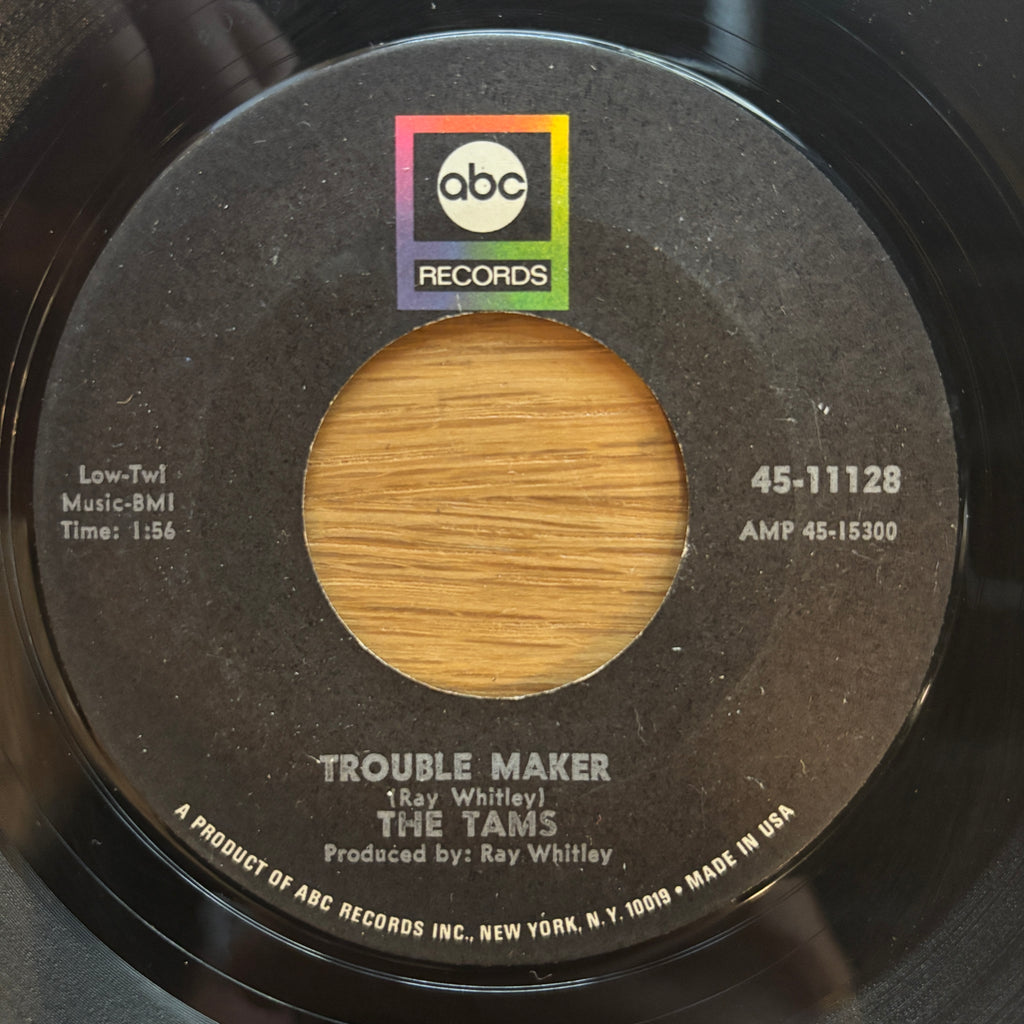 abc
RECORDS
Low-Twi
Music-BMI
Time: 1:56
45-11128
AMP 45-15300
TROUBLE MAKER
(Ray Whitley)
THE TAMS
Produced by: Ray Whitley
A PRODUCT OF ABC RECORDS INC., NEW YORK, N.Y. 10019 • MADE IN USA